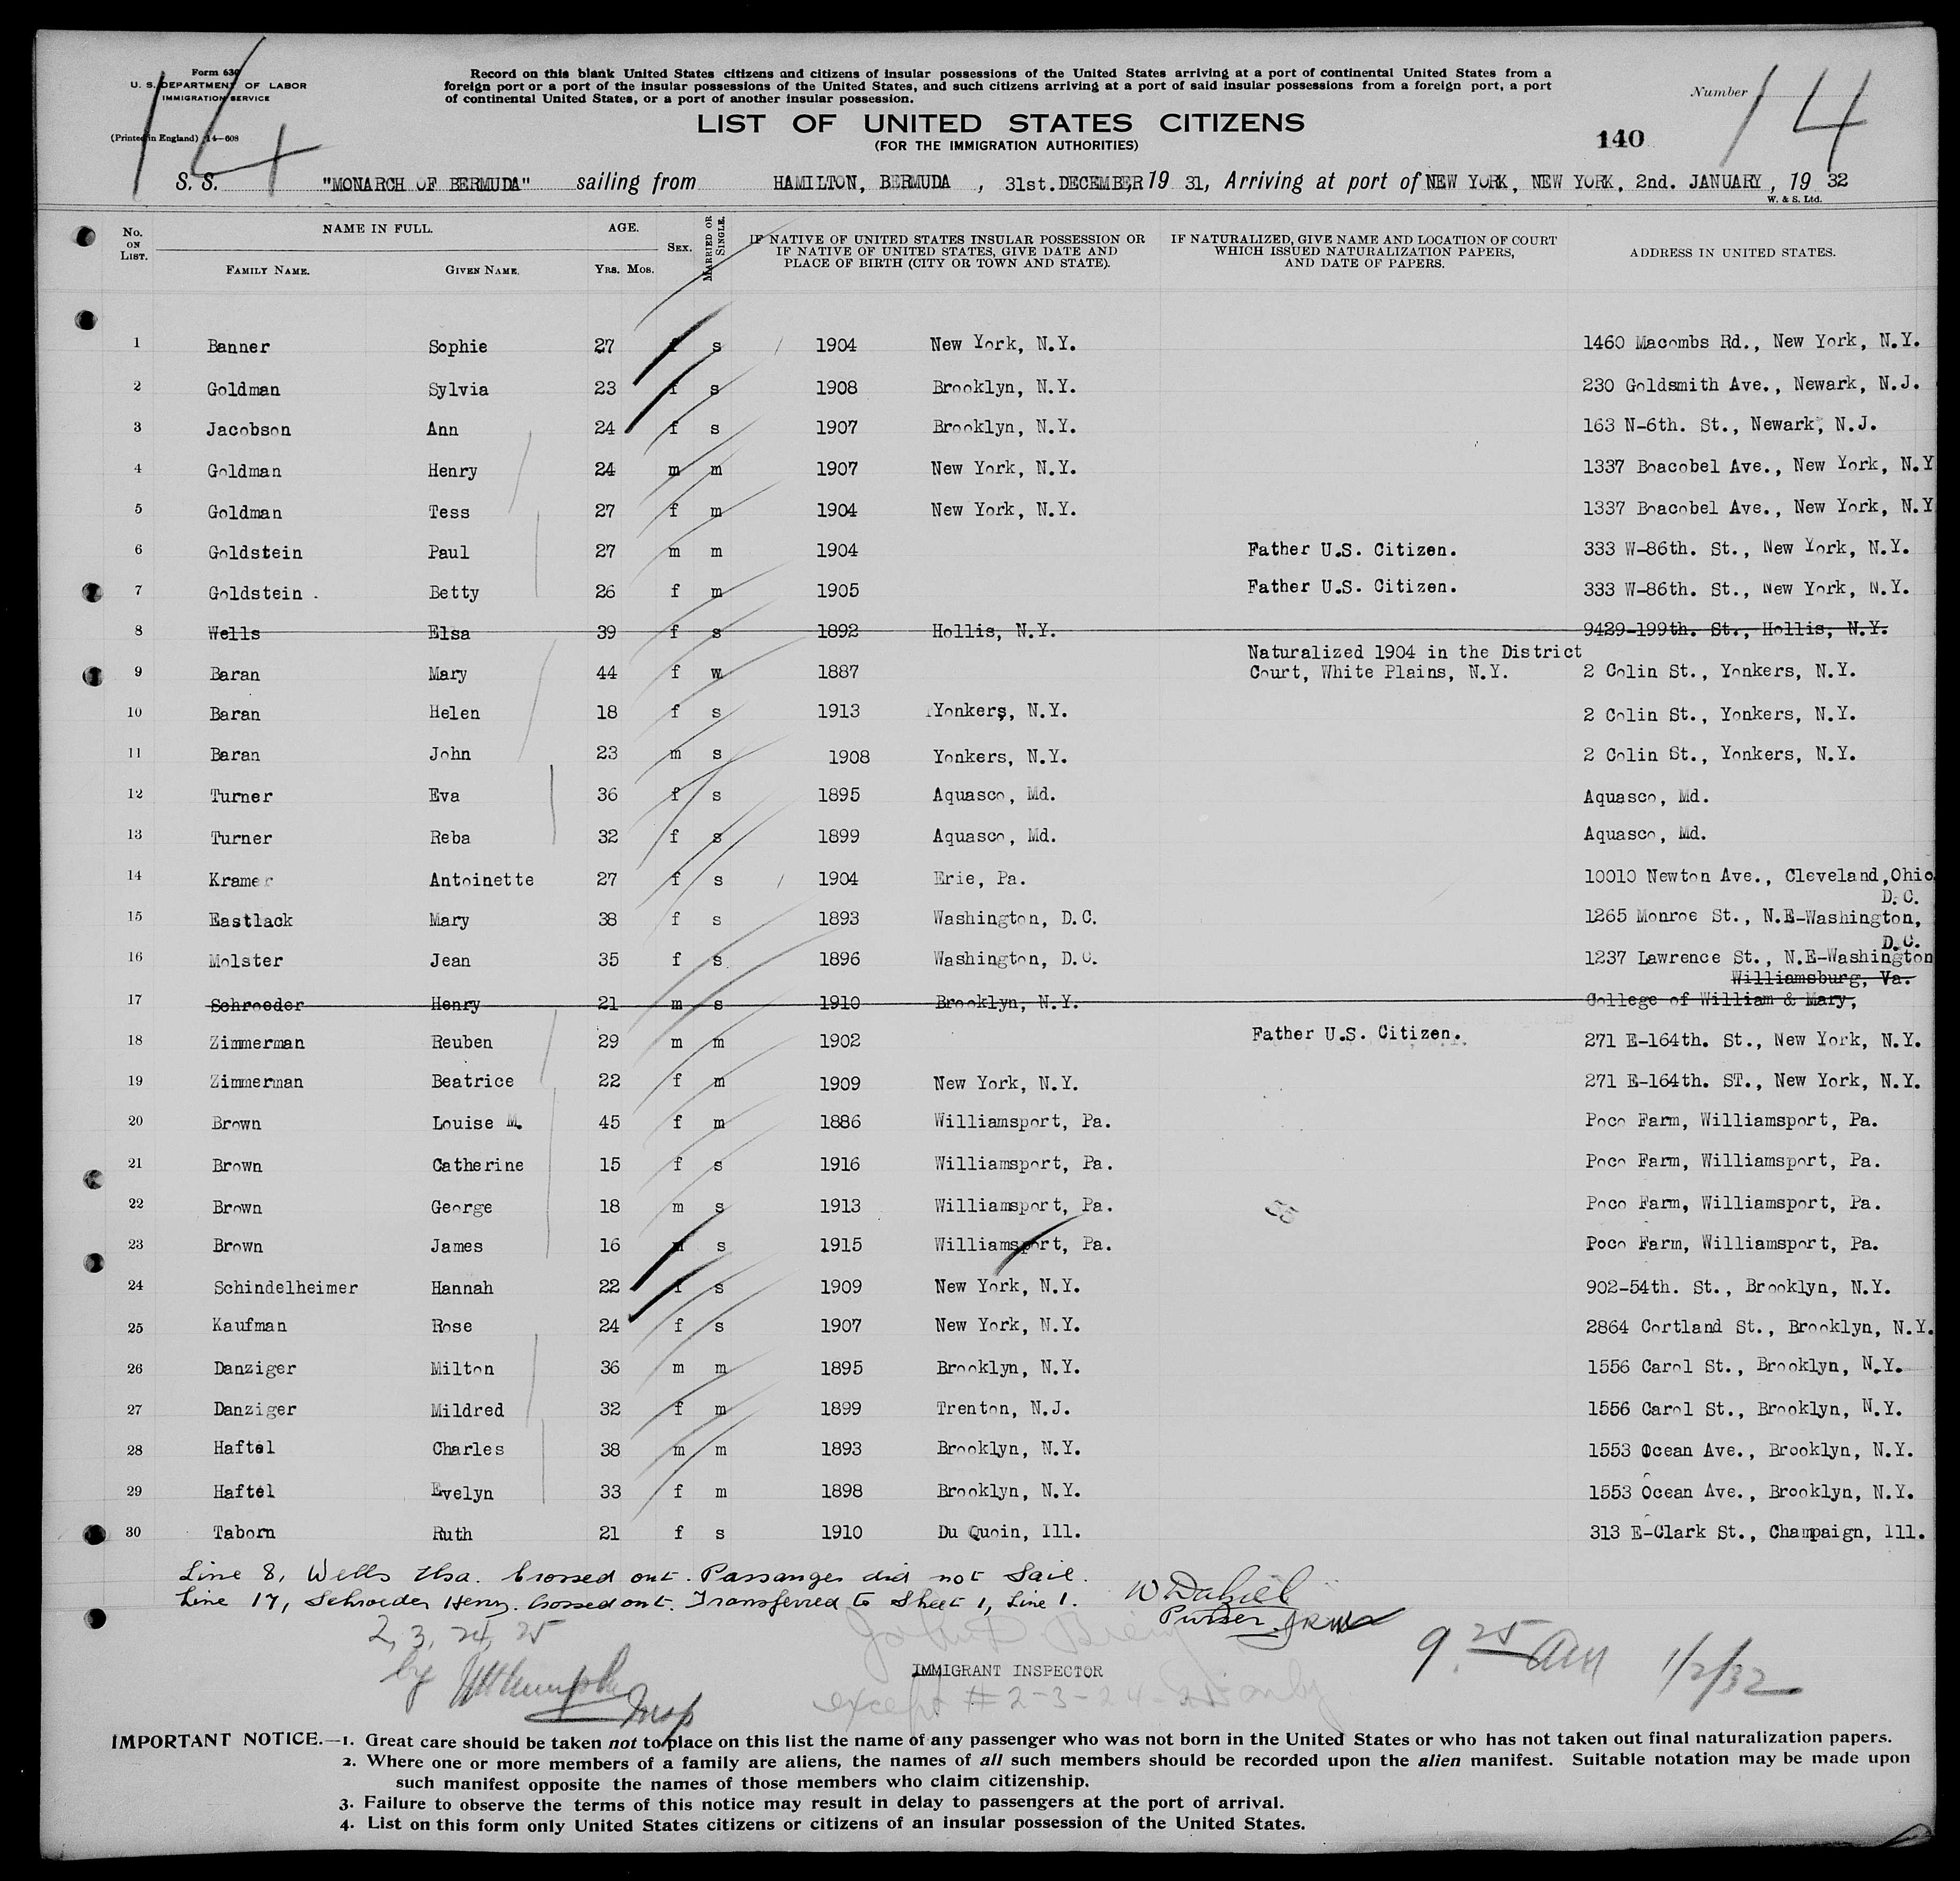 14
14
Form 630
U. S. DEPARTMENT OF LABOR
IMMIGRATION SERVICE
(Printed in England) 14—608
Record on this blank United States citizens and citizens of insular possessions of the United States arriving at a port of continental United States from a
foreign port or a port of the insular possessions of the United States, and such citizens arriving at a port of said insular possessions from a foreign port, a port
of continental United States, or a port of another insular possession.
Number
LIST OF UNITED STATES CITIZENS
(FOR THE IMMIGRATION AUTHORITIES)
140
S. S. "MONARCH OF BERMUDA" sailing from HAMILTON, BERMUDA , 31st. DECEMBER, 19 31, Arriving at port of NEW YORK, NEW YORK, 2nd. JANUARY, 19 32
W. & S. Ltd.
No. ON LIST. NAME IN FULL. AGE. SEX. MARRIED OR SINGLE. IF NATIVE OF UNITED STATES INSULAR POSSESSION OR IF NATIVE OF UNITED STATES, GIVE DATE AND PLACE OF BIRTH (CITY OR TOWN AND STATE). IF NATURALIZED, GIVE NAME AND LOCATION OF COURT WHICH ISSUED NATURALIZATION PAPERS, AND DATE OF PAPERS. ADDRESS IN UNITED STATES.
FAMILY NAME. GIVEN NAME. YRS. MOS.
1 Banner Sophie 27 f s 1904 New York, N.Y. 1460 Macombs Rd., New York, N.Y.
2 Goldman Sylvia 23 f s 1908 Brooklyn, N.Y. 230 Goldsmith Ave., Newark, N.J.
3 Jacobson Ann 24 f s 1907 Brooklyn, N.Y. 163 N-6th. St., Newark, N.J.
4 Goldman Henry 24 m m 1907 New York, N.Y. 1337 Boacobel Ave., New York, N.Y
5 Goldman Tess 27 f m 1904 New York, N.Y. 1337 Boacobel Ave., New York, N.Y
6 Goldstein Paul 27 m m 1904 Father U.S. Citizen. 333 W-86th. St., New York, N.Y.
7 Goldstein . Betty 26 f m 1905 Father U.S. Citizen. 333 W-86th. St., New York, N.Y.
8 Wells Elsa 39 f s 1892 Hollis, N.Y. 9429-199th. St., Hollis, N.Y.
Naturalized 1904 in the District
9 Baran Mary 44 f w 1887 Court, White Plains, N.Y. 2 Colin St., Yonkers, N.Y.
10 Baran Helen 18 f s 1913 Yonkers, N.Y. 2 Colin St., Yonkers, N.Y.
11 Baran John 23 m s 1908 Yonkers, N.Y. 2 Colin St., Yonkers, N.Y.
12 Turner Eva 36 f s 1895 Aquasco, Md. Aquasco, Md.
13 Turner Reba 32 f s 1899 Aquasco, Md. Aquasco, Md.
14 Kramer Antoinette 27 f s 1904 Erie, Pa. 10010 Newton Ave., Cleveland,Ohio
D.C.
15 Eastlack Mary 38 f s 1893 Washington, D.C. 1265 Monroe St., N.E-Washington,
D.C.
16 Molster Jean 35 f s 1896 Washington, D.C. 1237 Lawrence St., N.E-Washington
Williamsburg, Va.
17 Schroeder Henry 21 m s 1910 Brooklyn, N.Y. College of William & Mary,
18 Zimmerman Reuben 29 m m 1902 Father U.S. Citizen. 271 E-164th. St., New York, N.Y.
19 Zimmerman Beatrice 22 f m 1909 New York, N.Y. 271 E-164th. ST., New York, N.Y.
20 Brown Louise M. 45 f m 1886 Williamsport, Pa. Poco Farm, Williamsport, Pa.
21 Brown Catherine 15 f s 1916 Williamsport, Pa. Poco Farm, Williamsport, Pa.
22 Brown George 18 m s 1913 Williamsport, Pa. Poco Farm, Williamsport, Pa.
23 Brown James 16 m s 1915 Williamsport, Pa. Poco Farm, Williamsport, Pa.
24 Schindelheimer Hannah 22 f s 1909 New York, N.Y. 902-54th. St., Brooklyn, N.Y.
25 Kaufman Rose 24 f s 1907 New York, N.Y. 2864 Cortland St., Brooklyn, N.Y.
26 Danziger Milton 36 m m 1895 Brooklyn, N.Y. 1556 Carol St., Brooklyn, N.Y.
27 Danziger Mildred 32 f m 1899 Trenton, N.J. 1556 Carol St., Brooklyn, N.Y.
28 Haftel Charles 38 m m 1893 Brooklyn, N.Y. 1553 Ocean Ave., Brooklyn, N.Y.
29 Haftel Evelyn 33 f m 1898 Brooklyn, N.Y. 1553 Ocean Ave., Brooklyn, N.Y.
30 Taborn Ruth 21 f s 1910 Du Quoin, Ill. 313 E-Clark St., Champaign, Ill.
Line 8, Wells Elsa. Crossed out. Passanger did not Sail.
Line 17, Schroeder Henry. Crossed out. Transferred to Sheet 1, Line 1.
Purser
2, 3, 24, 25
by
Insp
John D
IMMIGRANT INSPECTOR
except # 2-3-24-25 only
9.25 AM 1/2/32
IMPORTANT NOTICE.—1. Great care should be taken not to place on this list the name of any passenger who was not born in the United States or who has not taken out final naturalization papers.
2. Where one or more members of a family are aliens, the names of all such members should be recorded upon the alien manifest. Suitable notation may be made upon
such manifest opposite the names of those members who claim citizenship.
3. Failure to observe the terms of this notice may result in delay to passengers at the port of arrival.
4. List on this form only United States citizens or citizens of an insular possession of the United States.